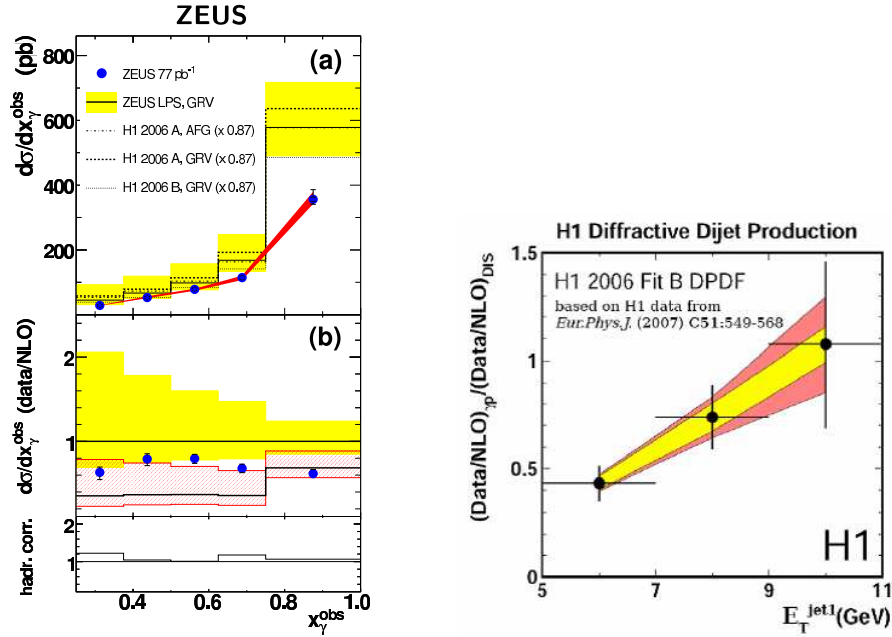 ZEUS
dσ/dx_γ^obs (pb)
800
600
400
200
(a)
ZEUS 77 pb⁻¹
ZEUS LPS, GRV
H1 2006 A, AFG (x 0.87)
H1 2006 A, GRV (x 0.87)
H1 2006 B, GRV (x 0.87)
dσ/dx_γ^obs (data/NLO)
2
1
(b)
hadr. corr.
2
1
0.4 0.6 0.8 1.0
x_γ^obs
H1 Diffractive Dijet Production
(Data/NLO)_γp/(Data/NLO)_DIS
1.5
1
0.5
0
H1 2006 Fit B DPDF
based on H1 data from
Eur.Phys.J. (2007) C51:549-568
H1
5 7 9 11
E_T^jet1 (GeV)